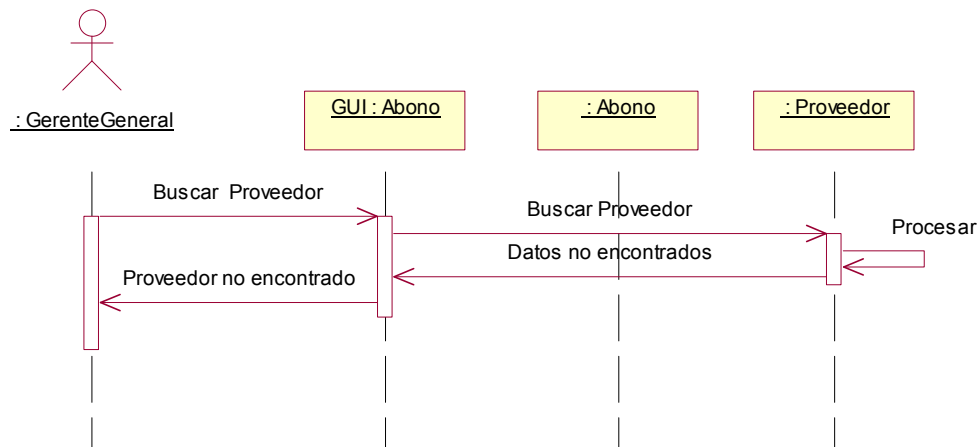 : GerenteGeneral
GUI : Abono
: Abono
: Proveedor
Buscar Proveedor
Buscar Proveedor
Procesar
Datos no encontrados
Proveedor no encontrado